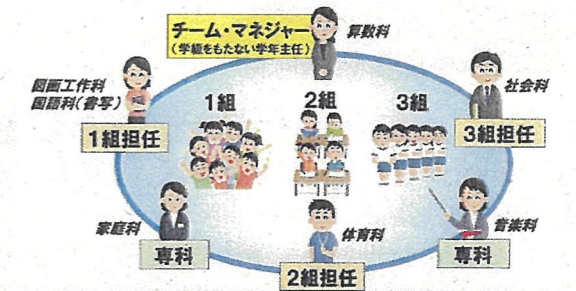 チーム・マネジャー
(学級をもたない学年主任)
算数科
図画工作科
国語科(書写)
1組担任
1組
2組
3組
社会科
3組担任
家庭科
専科
体育科
2組担任
音楽科
専科